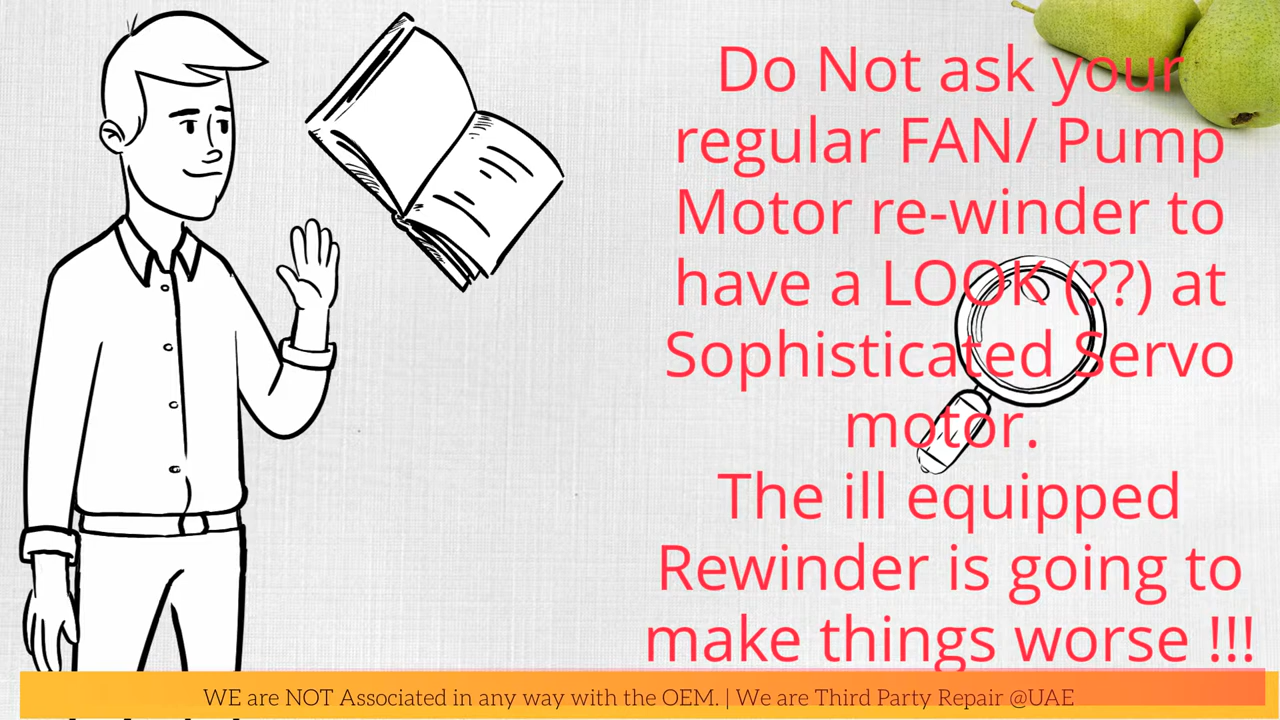 Do Not ask your
regular FAN/ Pump
Motor re-winder to
have a LOOK (??) at
Sophisticated Servo
motor.
The ill equipped
Rewinder is going to
make things worse !!!
WE are NOT Associated in any way with the OEM. | We are Third Party Repair @UAE